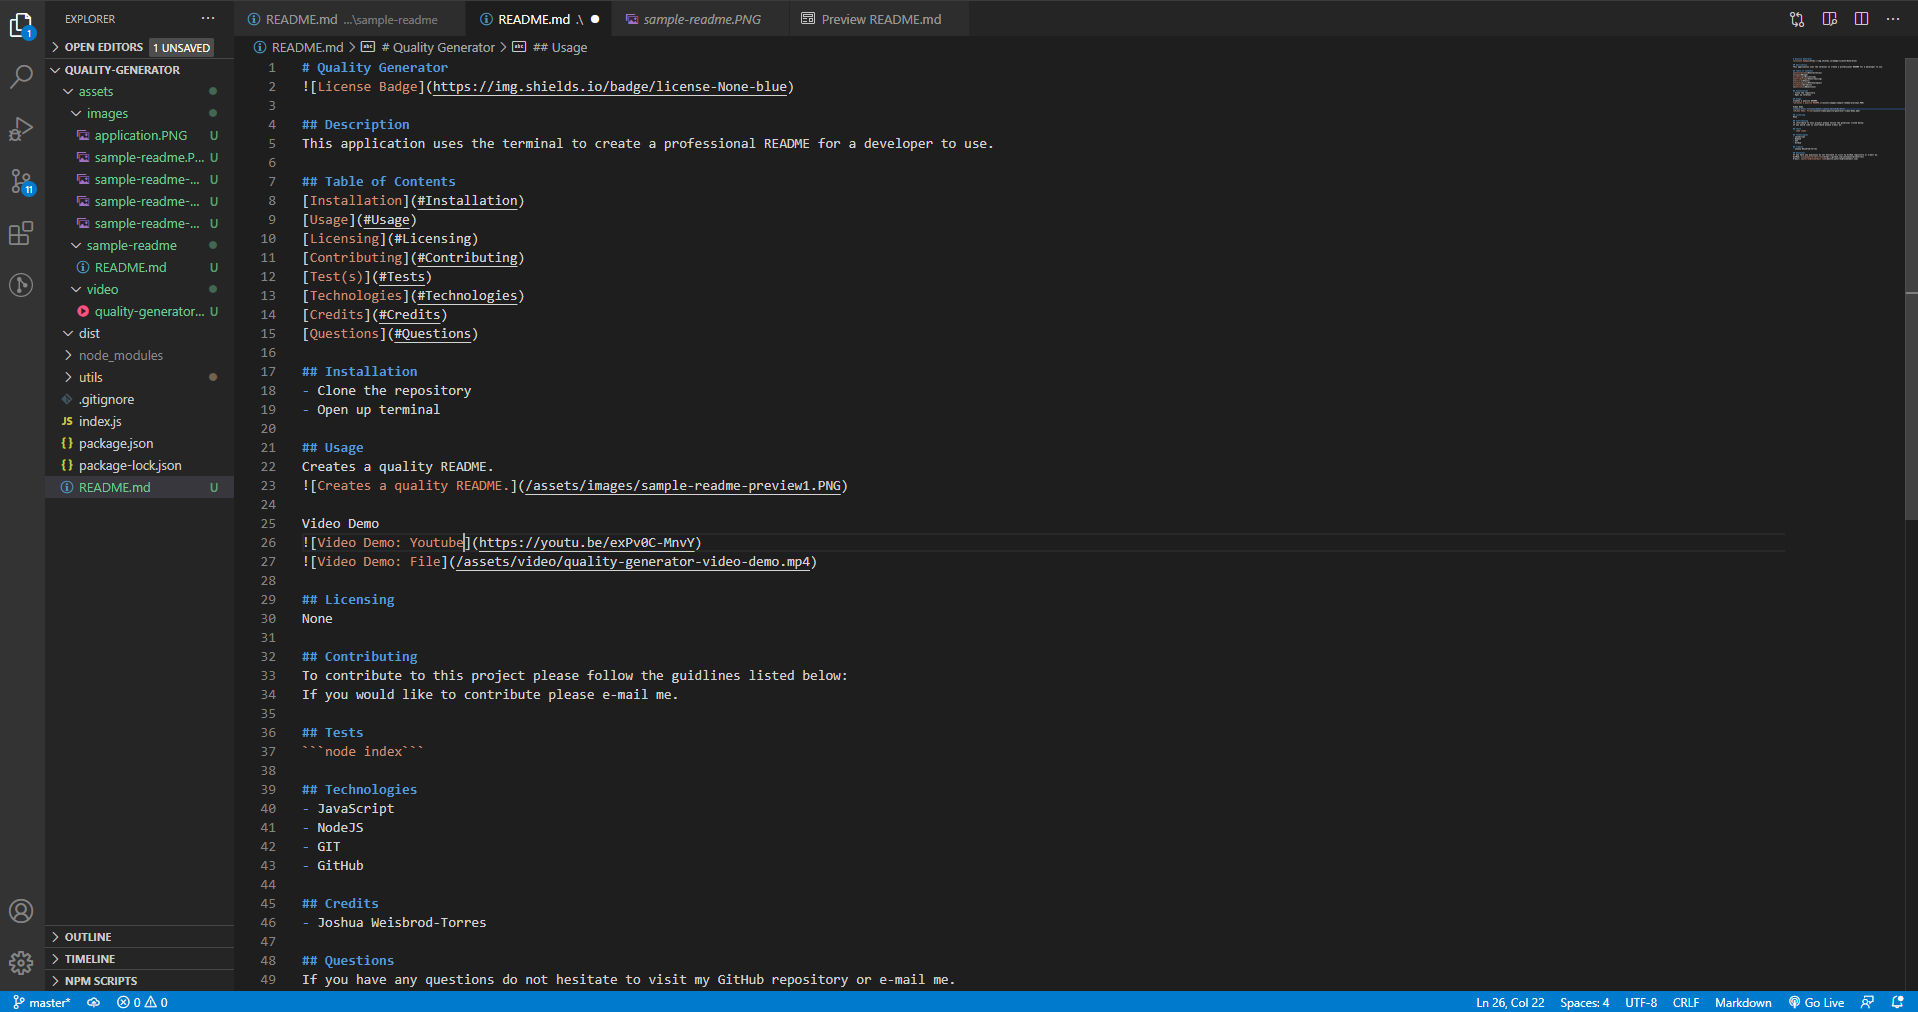 EXPLORER
README.md ...\sample-readme
README.md .\
sample-readme.PNG
Preview README.md
OPEN EDITORS 1 UNSAVED
README.md > # Quality Generator > ## Usage
QUALITY-GENERATOR
assets
images
application.PNG U
sample-readme.P... U
sample-readme-... U
sample-readme-... U
sample-readme-... U
sample-readme
README.md U
video
quality-generator... U
dist
node_modules
utils
.gitignore
JS index.js
{} package.json
{} package-lock.json
README.md U
OUTLINE
TIMELINE
NPM SCRIPTS
1
11
1 # Quality Generator
2 ![License Badge](https://img.shields.io/badge/license-None-blue)
3
4 ## Description
5 This application uses the terminal to create a professional README for a developer to use.
6
7 ## Table of Contents
8 [Installation](#Installation)
9 [Usage](#Usage)
10 [Licensing](#Licensing)
11 [Contributing](#Contributing)
12 [Test(s)](#Tests)
13 [Technologies](#Technologies)
14 [Credits](#Credits)
15 [Questions](#Questions)
16
17 ## Installation
18 - Clone the repository
19 - Open up terminal
20
21 ## Usage
22 Creates a quality README.
23 ![Creates a quality README.](/assets/images/sample-readme-preview1.PNG)
24
25 Video Demo
26 ![Video Demo: Youtube](https://youtu.be/exPv0C-MnvY)
27 ![Video Demo: File](/assets/video/quality-generator-video-demo.mp4)
28
29 ## Licensing
30 None
31
32 ## Contributing
33 To contribute to this project please follow the guidlines listed below:
34 If you would like to contribute please e-mail me.
35
36 ## Tests
37 ```node index```
38
39 ## Technologies
40 - JavaScript
41 - NodeJS
42 - GIT
43 - GitHub
44
45 ## Credits
46 - Joshua Weisbrod-Torres
47
48 ## Questions
49 If you have any questions do not hesitate to visit my GitHub repository or e-mail me.
master* 0 0 Ln 26, Col 22 Spaces: 4 UTF-8 CRLF Markdown Go Live